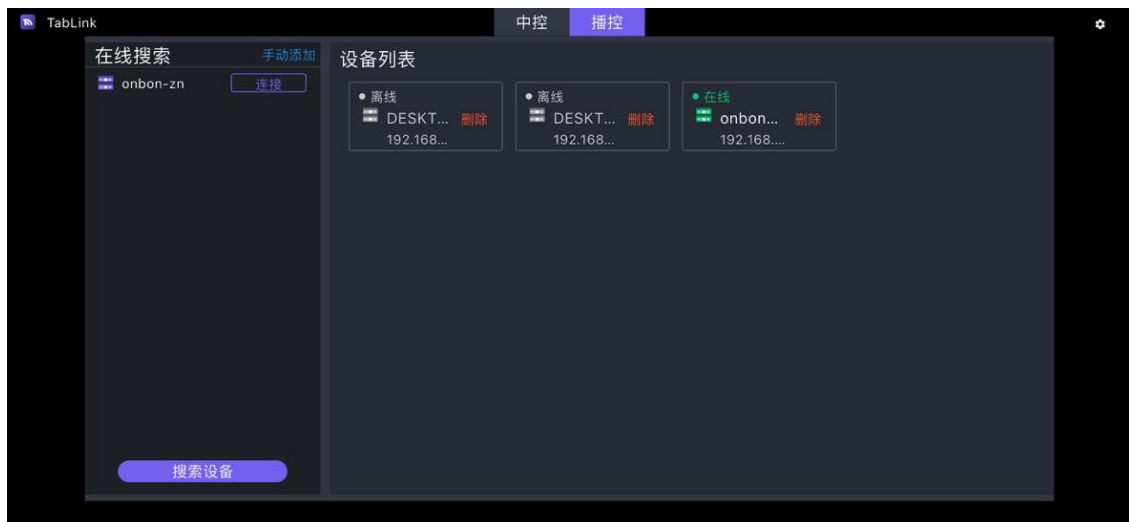 TabLink
中控
播控
在线搜索
手动添加
onbon-zn
连接
搜索设备
设备列表
离线
DESKT...
删除
192.168...
离线
DESKT...
删除
192.168...
在线
onbon...
删除
192.168....